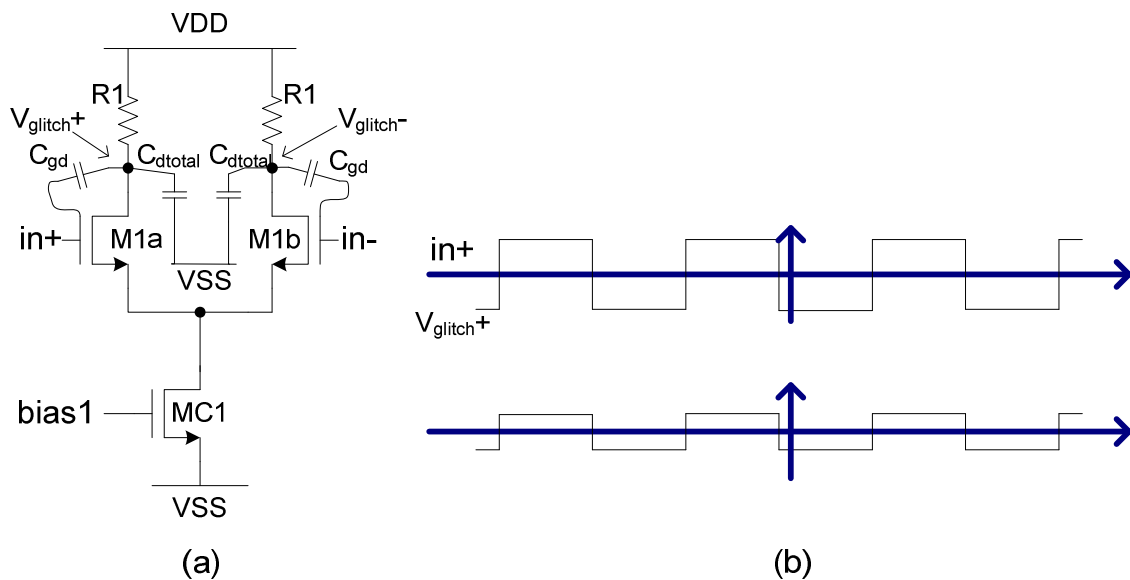 VDD
R1 R1
Vglitch+ Vglitch-
Cgd Cdtotal Cdtotal Cgd
in+ M1a M1b in-
VSS
bias1 MC1
VSS
(a)
in+
Vglitch+
(b)